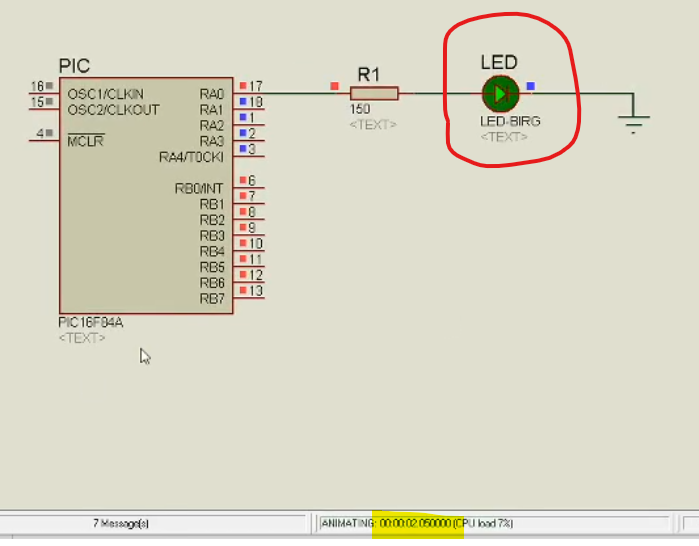 PIC
16
15
4
OSC1/CLKIN
OSC2/CLKOUT
MCLR
RA0
RA1
RA2
RA3
RA4/T0CKI
RB0/INT
RB1
RB2
RB3
RB4
RB5
RB6
RB7
17
18
1
2
3
6
7
8
9
10
11
12
13
PIC16F84A
<TEXT>
R1
150
<TEXT>
LED
LED-BIRG
<TEXT>
7 Message(s)
ANIMATING: 00:00:02.050000 (CPU load 7%)